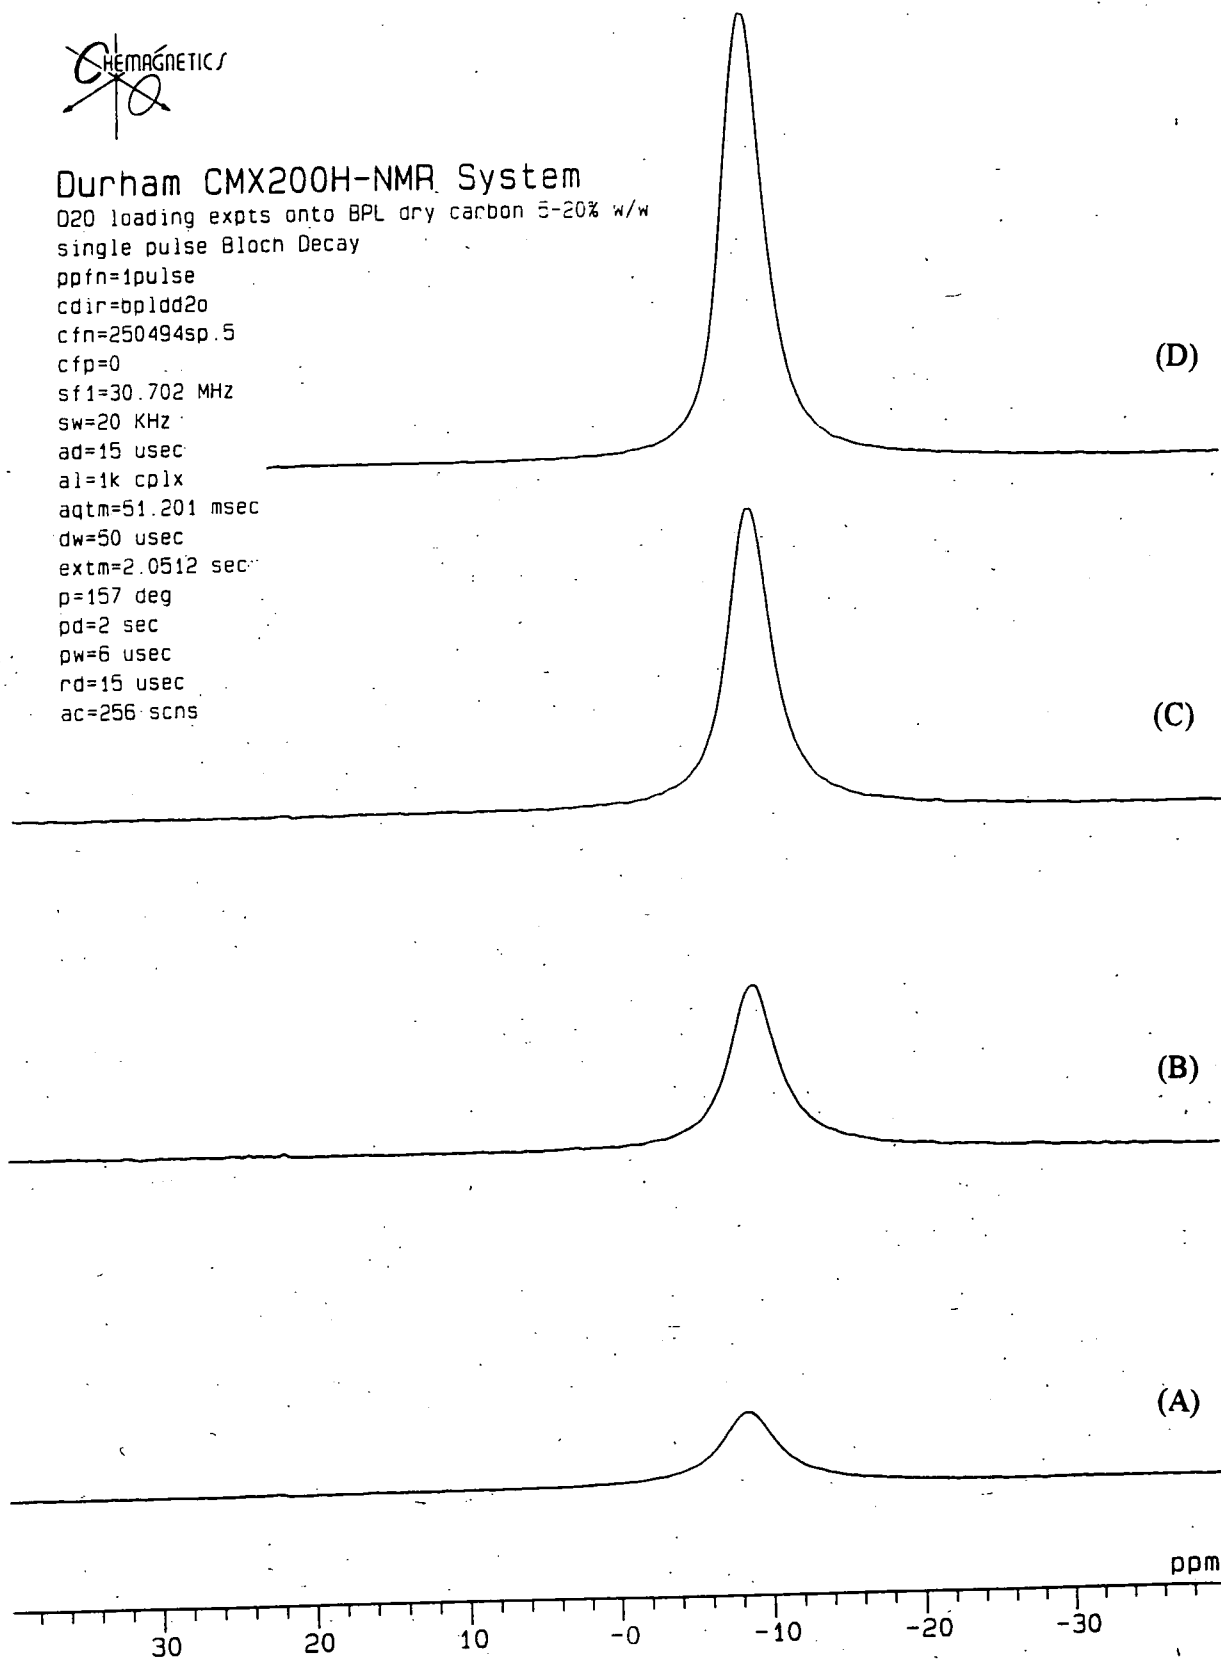 CHEMAGNETICS
Durham CMX200H-NMR System
D2O loading expts onto BPL dry carbon 5-20% w/w
single pulse Bloch Decay
ppfn=1pulse
cdir=bpldd2o
cfn=250494sp.5
cfp=0
sf1=30.702 MHz
sw=20 KHz
ad=15 usec
al=1k cplx
aqtm=51.201 msec
dw=50 usec
extm=2.0512 sec
p=157 deg
pd=2 sec
pw=6 usec
rd=15 usec
ac=256 scns
(D)
(C)
(B)
(A)
ppm
30 20 10 -0 -10 -20 -30